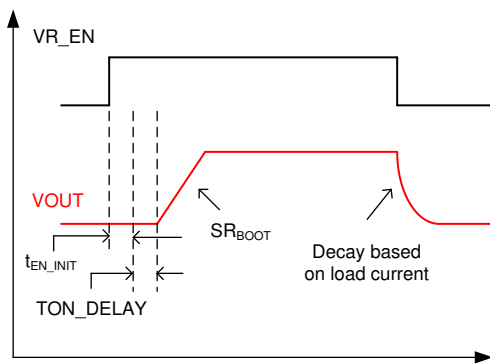 VR_EN
VOUT
SR_BOOT
t_EN_INIT
Decay based
on load current
TON_DELAY